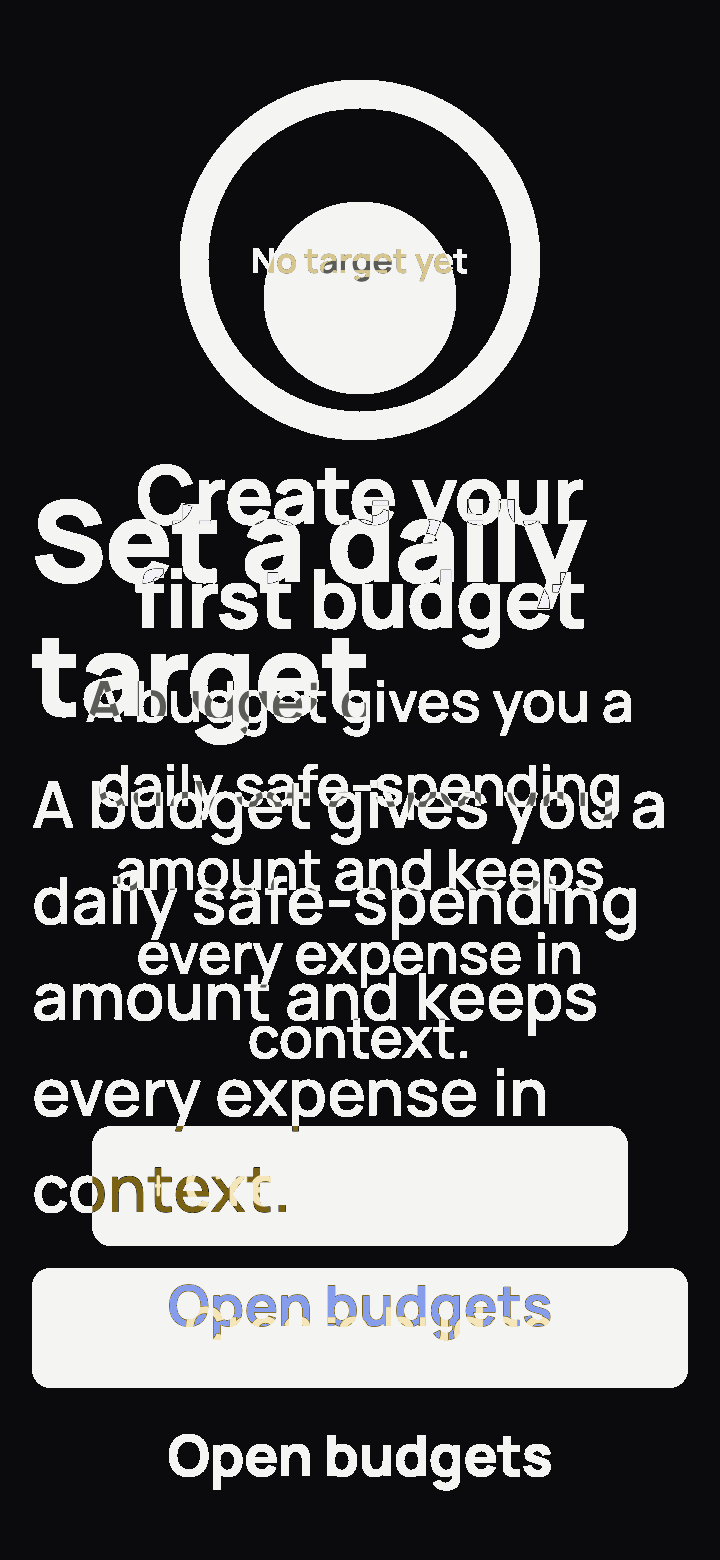 No target yet
Create your
first budget
Set a daily
target
A budget gives you a
daily safe-spending
amount and keeps
every expense in
context.
A budget gives you a
daily safe-spending
amount and keeps
every expense in
context.
Open budgets
Open budgets